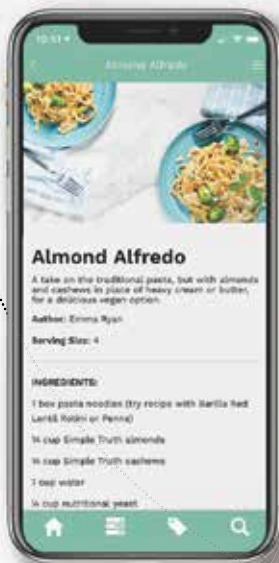 10:51
Almond Alfredo
Almond Alfredo
A take on the traditional pasta, but with almonds
and cashews in place of heavy cream or butter,
for a delicious vegan option.
Author: Emma Ryan
Serving Size: 4
INGREDIENTS:
1 box pasta noodles (try recipe with Barilla Red
Lentil Rotini or Penne)
¼ cup Simple Truth almonds
¼ cup Simple Truth cashews
1 cup water
¼ cup nutritional yeast